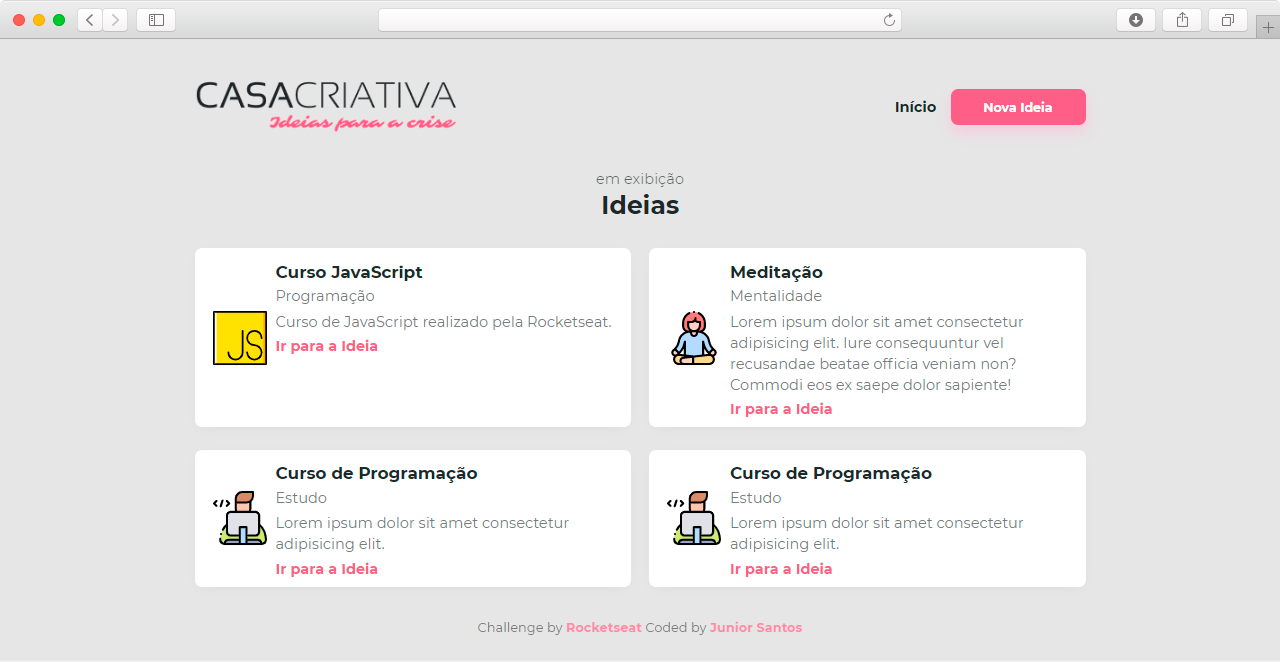 CASACRIATIVA
Ideias para a crise
Início
Nova Ideia
em exibição
Ideias
Curso JavaScript
Programação
JS
Curso de JavaScript realizado pela Rocketseat.
Ir para a Ideia
Meditação
Mentalidade
Lorem ipsum dolor sit amet consectetur
adipisicing elit. Iure consequuntur vel
recusandae beatae officia veniam non?
Commodi eos ex saepe dolor sapiente!
Ir para a Ideia
Curso de Programação
Estudo
</>
Lorem ipsum dolor sit amet consectetur
adipisicing elit.
Ir para a Ideia
Curso de Programação
Estudo
</>
Lorem ipsum dolor sit amet consectetur
adipisicing elit.
Ir para a Ideia
Challenge by Rocketseat Coded by Junior Santos